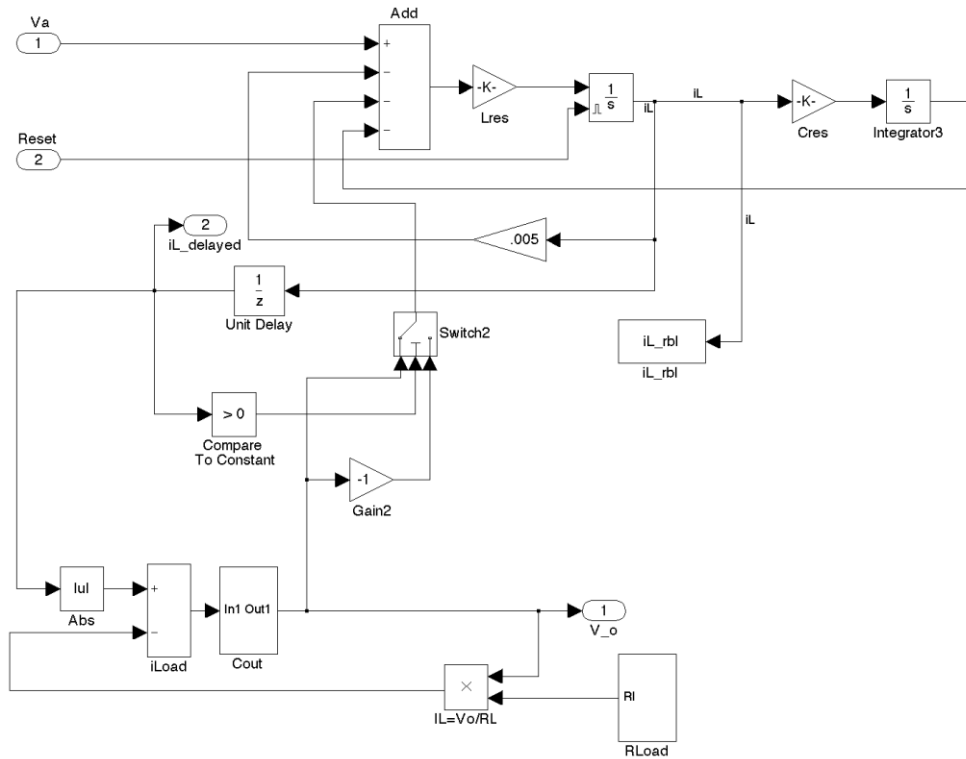 Va
1
Add
+
−
−
−
-K-
Lres
1
s
iL
iL
-K-
Cres
1
s
Integrator3
Reset
2
2
iL_delayed
.005
iL
1
z
Unit Delay
Switch2
iL_rbl
iL_rbl
> 0
Compare
To Constant
-1
Gain2
|u|
Abs
+
−
iLoad
In1 Out1
Cout
1
V_o
×
IL=Vo/RL
Rl
RLoad